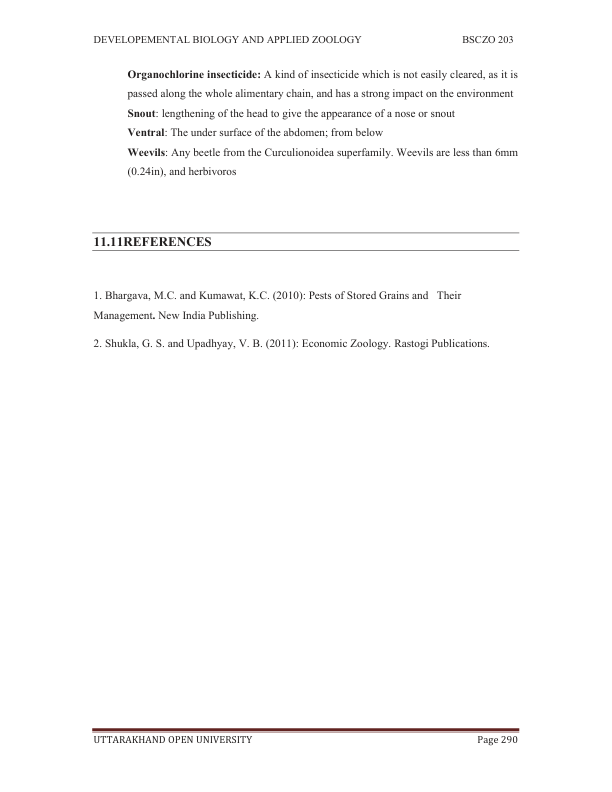 DEVELOPEMENTAL BIOLOGY AND APPLIED ZOOLOGY BSCZO 203
Organochlorine insecticide: A kind of insecticide which is not easily cleared, as it is
passed along the whole alimentary chain, and has a strong impact on the environment
Snout: lengthening of the head to give the appearance of a nose or snout
Ventral: The under surface of the abdomen; from below
Weevils: Any beetle from the Curculionoidea superfamily. Weevils are less than 6mm
(0.24in), and herbivoros
11.11REFERENCES
1. Bhargava, M.C. and Kumawat, K.C. (2010): Pests of Stored Grains and Their
Management. New India Publishing.
2. Shukla, G. S. and Upadhyay, V. B. (2011): Economic Zoology. Rastogi Publications.
UTTARAKHAND OPEN UNIVERSITY Page 290